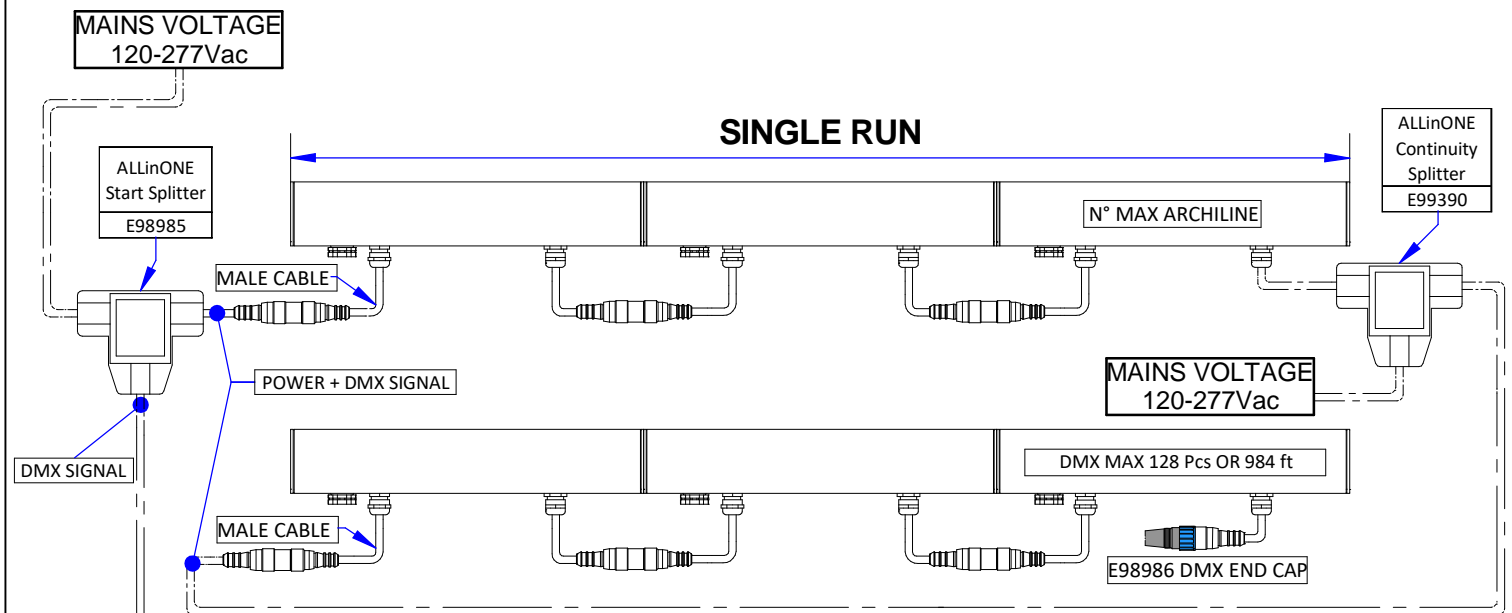 MAINS VOLTAGE
120-277Vac
SINGLE RUN
ALLinONE
Start Splitter
E98985
ALLinONE
Continuity
Splitter
E99390
N° MAX ARCHILINE
MALE CABLE
POWER + DMX SIGNAL
MAINS VOLTAGE
120-277Vac
DMX SIGNAL
DMX MAX 128 Pcs OR 984 ft
MALE CABLE
E98986 DMX END CAP